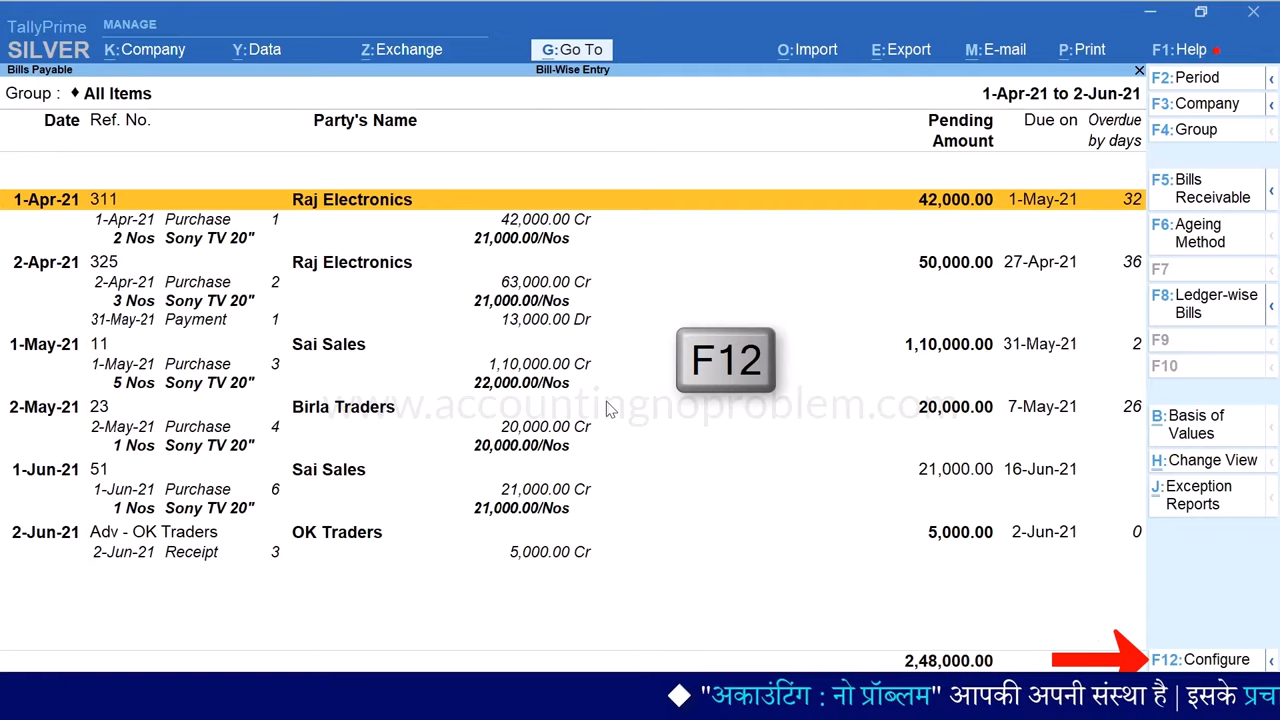 TallyPrime MANAGE
SILVER K:Company Y:Data Z:Exchange G:Go To O:Import E:Export M:E-mail P:Print F1:Help
Bills Payable Bill-Wise Entry
Group : ♦ All Items 1-Apr-21 to 2-Jun-21
Date Ref. No. Party's Name Pending Amount Due on Overdue by days
1-Apr-21 311 Raj Electronics 42,000.00 1-May-21 32
1-Apr-21 Purchase 1 42,000.00 Cr
2 Nos Sony TV 20" 21,000.00/Nos
2-Apr-21 325 Raj Electronics 50,000.00 27-Apr-21 36
2-Apr-21 Purchase 2 63,000.00 Cr
3 Nos Sony TV 20" 21,000.00/Nos
31-May-21 Payment 1 13,000.00 Dr
1-May-21 11 Sai Sales 1,10,000.00 31-May-21 2
1-May-21 Purchase 3 1,10,000.00 Cr
5 Nos Sony TV 20" 22,000.00/Nos
2-May-21 23 Birla Traders 20,000.00 7-May-21 26
2-May-21 Purchase 4 20,000.00 Cr
1 Nos Sony TV 20" 20,000.00/Nos
1-Jun-21 51 Sai Sales 21,000.00 16-Jun-21
1-Jun-21 Purchase 6 21,000.00 Cr
1 Nos Sony TV 20" 21,000.00/Nos
2-Jun-21 Adv - OK Traders OK Traders 5,000.00 2-Jun-21 0
2-Jun-21 Receipt 3 5,000.00 Cr
2,48,000.00
F12
www.accountingnoproblem.com
F2:Period
F3:Company
F4:Group
F5:Bills
Receivable
F6:Ageing
Method
F7
F8:Ledger-wise
Bills
F9
F10
B:Basis of
Values
H:Change View
J:Exception
Reports
F12:Configure
◆ "अकाउंटिंग : नो प्रॉब्लम" आपकी अपनी संस्था है | इसके प्रच